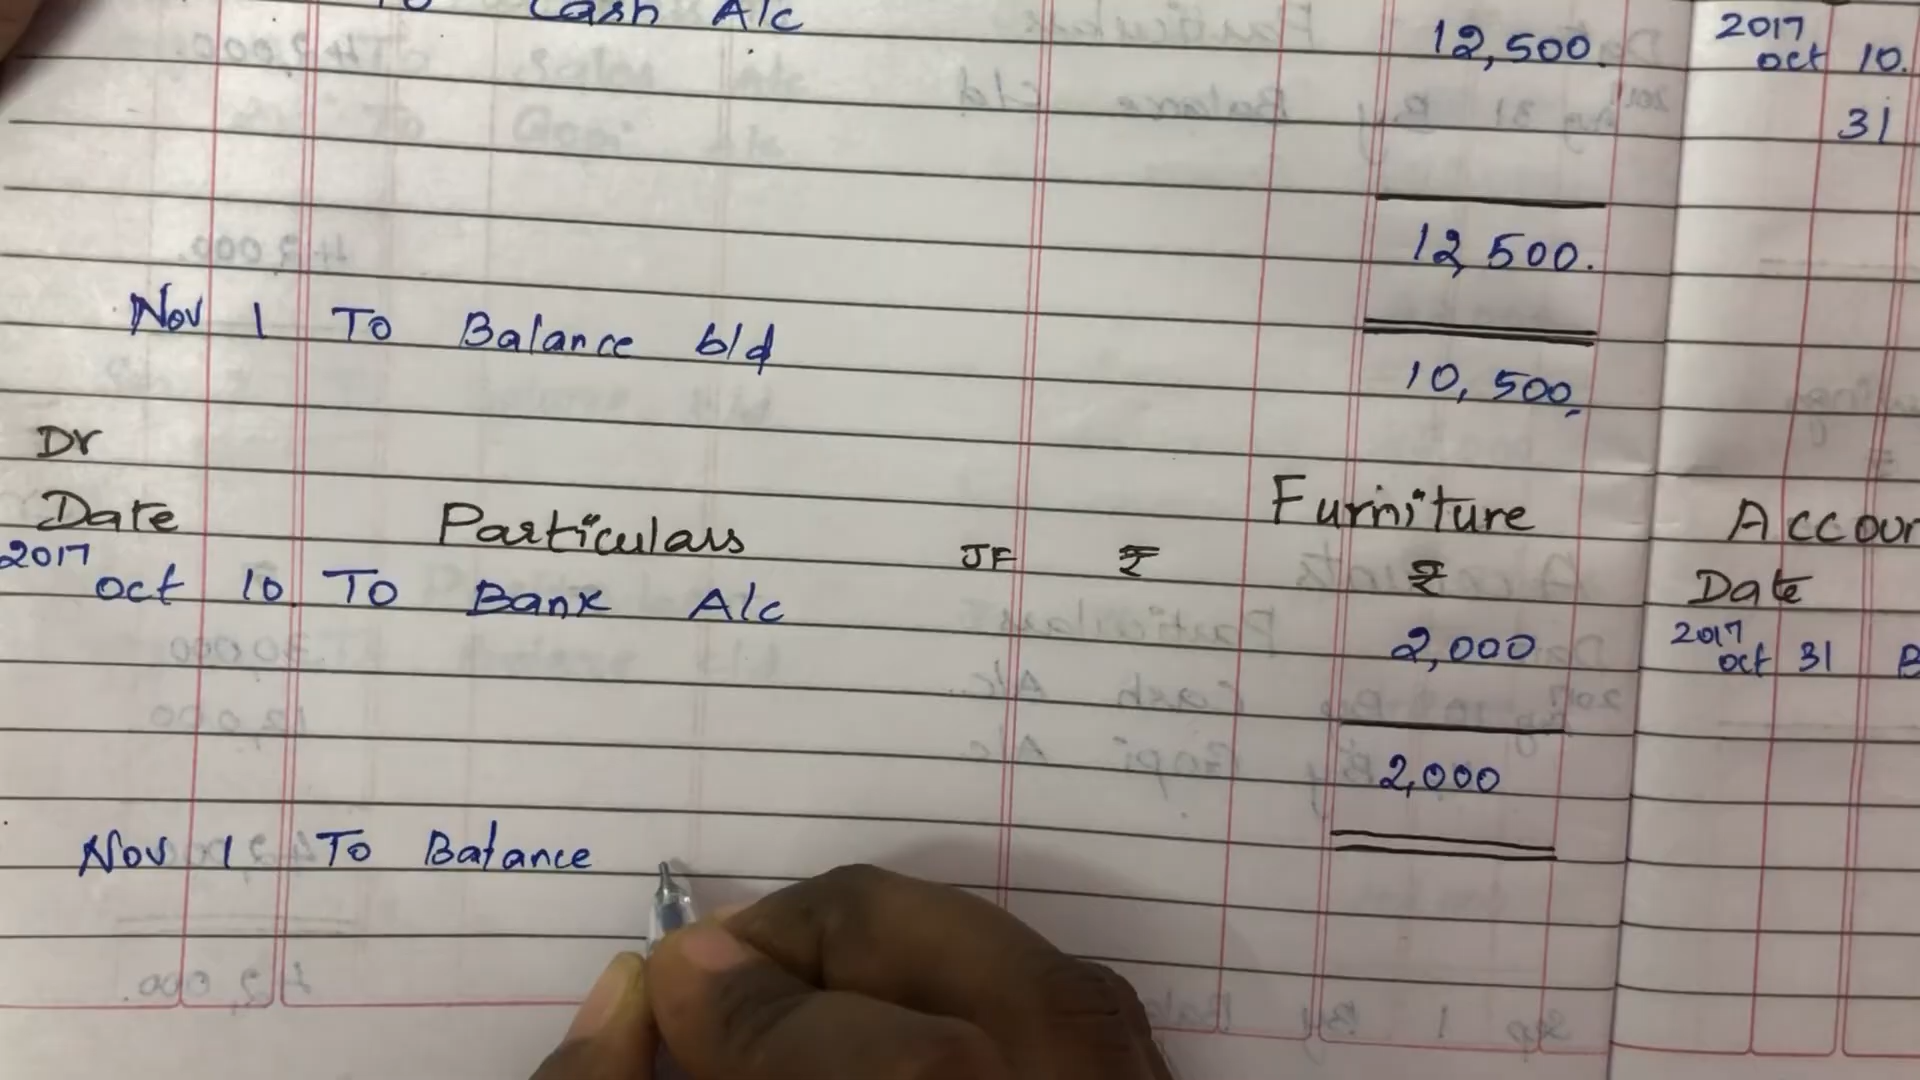 Cash A/c 12,500. 2017 oct 10.
31
12,500.
Nov 1 To Balance b/d 10,500.
Dr Furniture Accoun
Date Particulars JF ₹ ₹ Date
2017 oct 10. To Bank A/c 2,000 2017 oct 31 B
2,000
Nov 1 To Balance